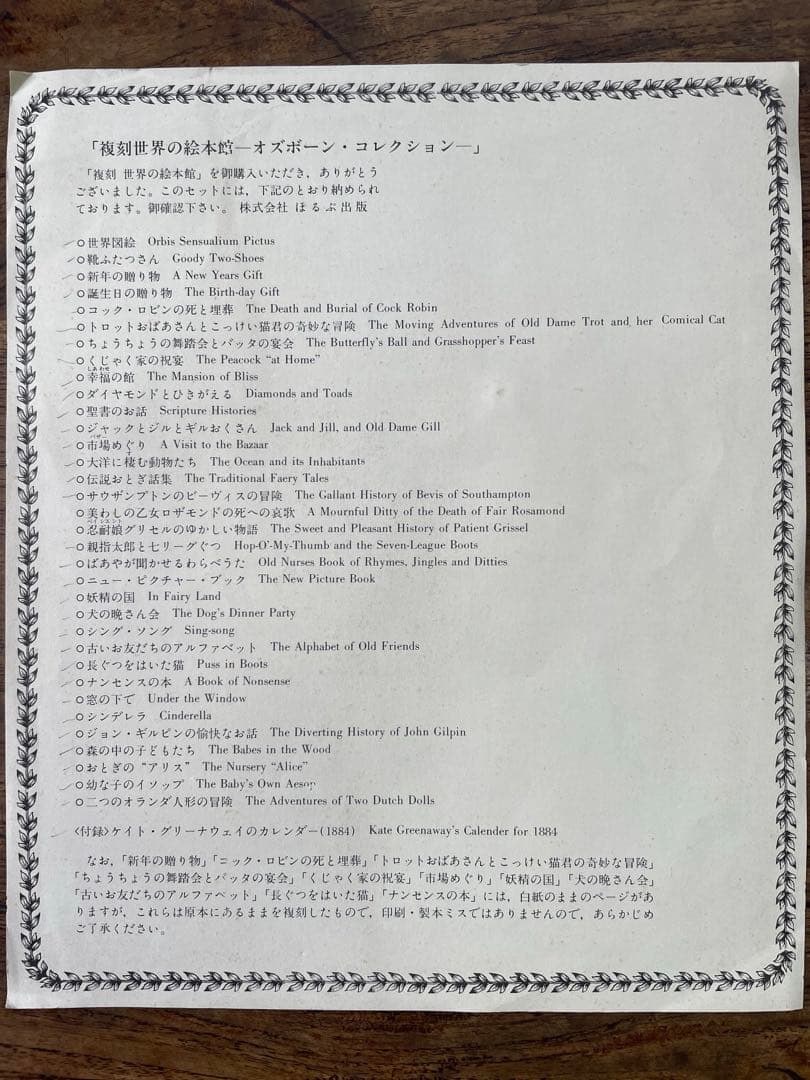 「複刻世界の絵本館―オズボーン・コレクション―」
「複刻 世界の絵本館」を御購入いただき，ありがとう
ございました。このセットには，下記のとおり納められ
ております。御確認下さい。 株式会社 ほるぷ出版
○世界図絵 Orbis Sensualium Pictus
○靴ふたつさん Goody Two-Shoes
○新年の贈り物 A New Years Gift
○誕生日の贈り物 The Birth-day Gift
○コック・ロビンの死と埋葬 The Death and Burial of Cock Robin
○トロットおばあさんとこっけい猫君の奇妙な冒険 The Moving Adventures of Old Dame Trot and her Comical Cat
○ちょうちょうの舞踏会とバッタの宴会 The Butterfly's Ball and Grasshopper's Feast
○くじゃく家の祝宴 The Peacock "at Home"
しあわせ
○幸福の館 The Mansion of Bliss
○ダイヤモンドとひきがえる Diamonds and Toads
○聖書のお話 Scripture Histories
○ジャックとジルとギルおくさん Jack and Jill, and Old Dame Gill
バザー
○市場めぐり A Visit to the Bazaar
す
○大洋に棲む動物たち The Ocean and its Inhabitants
○伝説おとぎ話集 The Traditional Faery Tales
○サウザンプトンのビーヴィスの冒険 The Gallant History of Bevis of Southampton
○美わしの乙女ロザモンドの死への哀歌 A Mournful Ditty of the Death of Fair Rosamond
ペイシェント
○忍耐娘グリセルのゆかしい物語 The Sweet and Pleasant History of Patient Grissel
○親指太郎と七リーグぐつ Hop-O'-My-Thumb and the Seven-League Boots
○ばあやが聞かせるわらべうた Old Nurses Book of Rhymes, Jingles and Ditties
○ニュー・ピクチャー・ブック The New Picture Book
○妖精の国 In Fairy Land
○犬の晩さん会 The Dog's Dinner Party
○シング・ソング Sing-song
○古いお友だちのアルファベット The Alphabet of Old Friends
○長ぐつをはいた猫 Puss in Boots
○ナンセンスの本 A Book of Nonsense
○窓の下で Under the Window
○シンデレラ Cinderella
○ジョン・ギルピンの愉快なお話 The Diverting History of John Gilpin
○森の中の子どもたち The Babes in the Wood
○おとぎの"アリス" The Nursery "Alice"
○幼な子のイソップ The Baby's Own Aesop
○二つのオランダ人形の冒険 The Adventures of Two Dutch Dolls
〈付録〉ケイト・グリーナウェイのカレンダー(1884) Kate Greenaway's Calender for 1884
なお，「新年の贈り物」「コック・ロビンの死と埋葬」「トロットおばあさんとこっけい猫君の奇妙な冒険」
「ちょうちょうの舞踏会とバッタの宴会」「くじゃく家の祝宴」「市場めぐり」「妖精の国」「犬の晩さん会」
「古いお友だちのアルファベット」「長ぐつをはいた猫」「ナンセンスの本」には，白紙のままのページがあ
りますが，これらは原本にあるままを複刻したもので，印刷・製本ミスではありませんので，あらかじめ
ご了承ください。